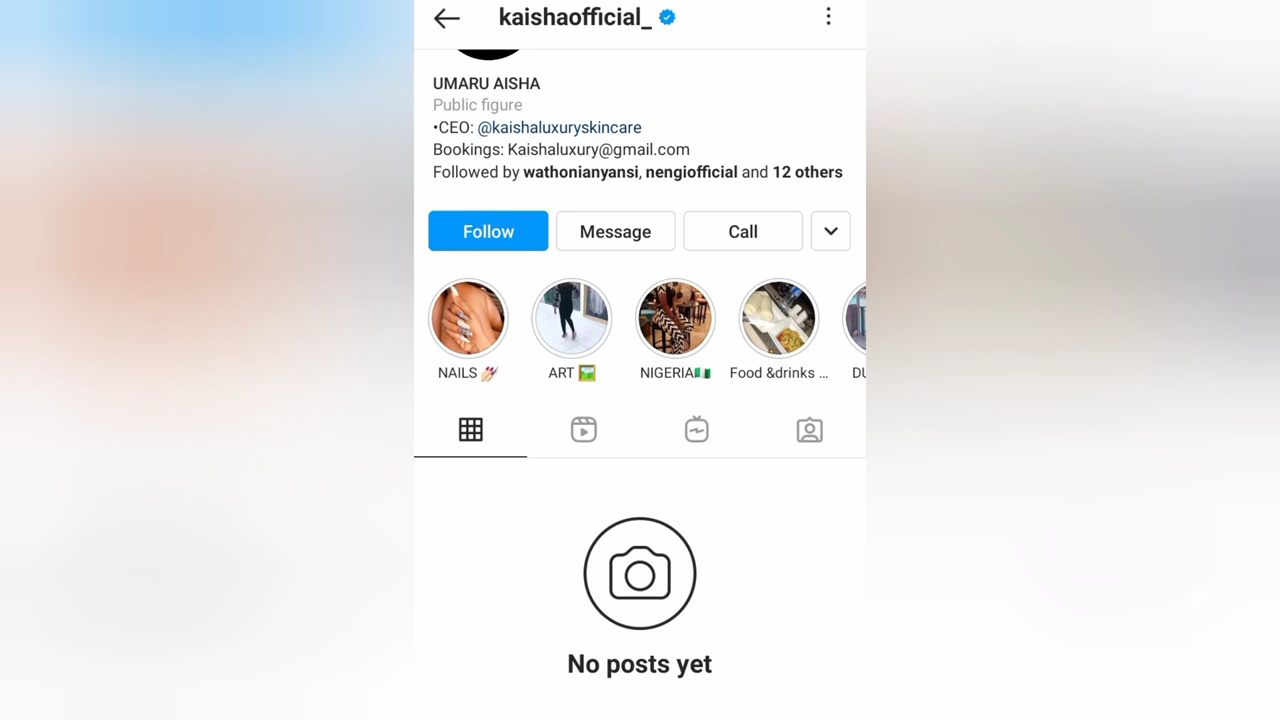 kaishaofficial_
UMARU AISHA
Public figure
•CEO: @kaishaluxuryskincare
Bookings: Kaishaluxury@gmail.com
Followed by wathonianyansi, nengiofficial and 12 others
Follow Message Call
NAILS 💅🏻 ART 🖼️ NIGERIA🇳🇬 Food &drinks ... DU
No posts yet